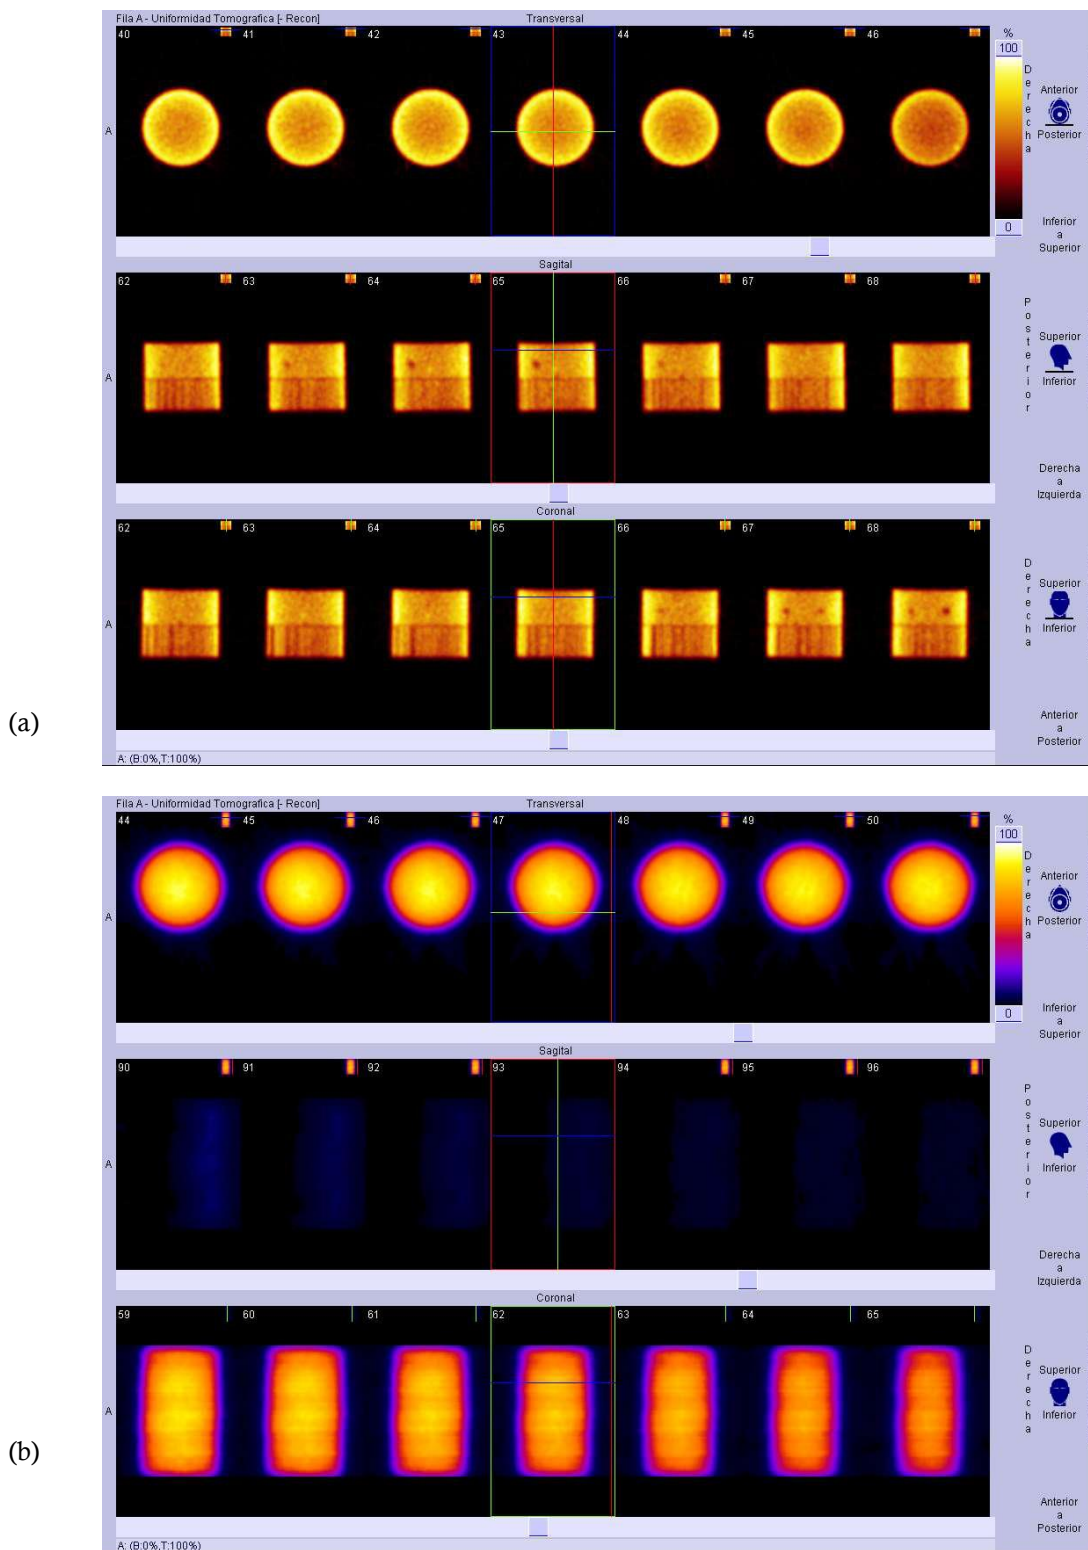 Fila A - Uniformidad Tomografica [- Recon]
Transversal
40 41 42 43 44 45 46
%
100
Derecha
0
A
Anterior
Posterior
Inferior
a
Superior
Sagital
62 63 64 65 66 67 68
A
Posterior
Superior
Inferior
Derecha
a
Izquierda
Coronal
62 63 64 65 66 67 68
A
Derecha
Superior
Inferior
Anterior
a
Posterior
A: (B:0%,T:100%)
(a)
Fila A - Uniformidad Tomografica [- Recon]
Transversal
44 45 46 47 48 49 50
%
100
Derecha
0
A
Anterior
Posterior
Inferior
a
Superior
Sagital
90 91 92 93 94 95 96
A
Posterior
Superior
Inferior
Derecha
a
Izquierda
Coronal
59 60 61 62 63 64 65
A
Derecha
Superior
Inferior
Anterior
a
Posterior
A: (B:0%,T:100%)
(b)